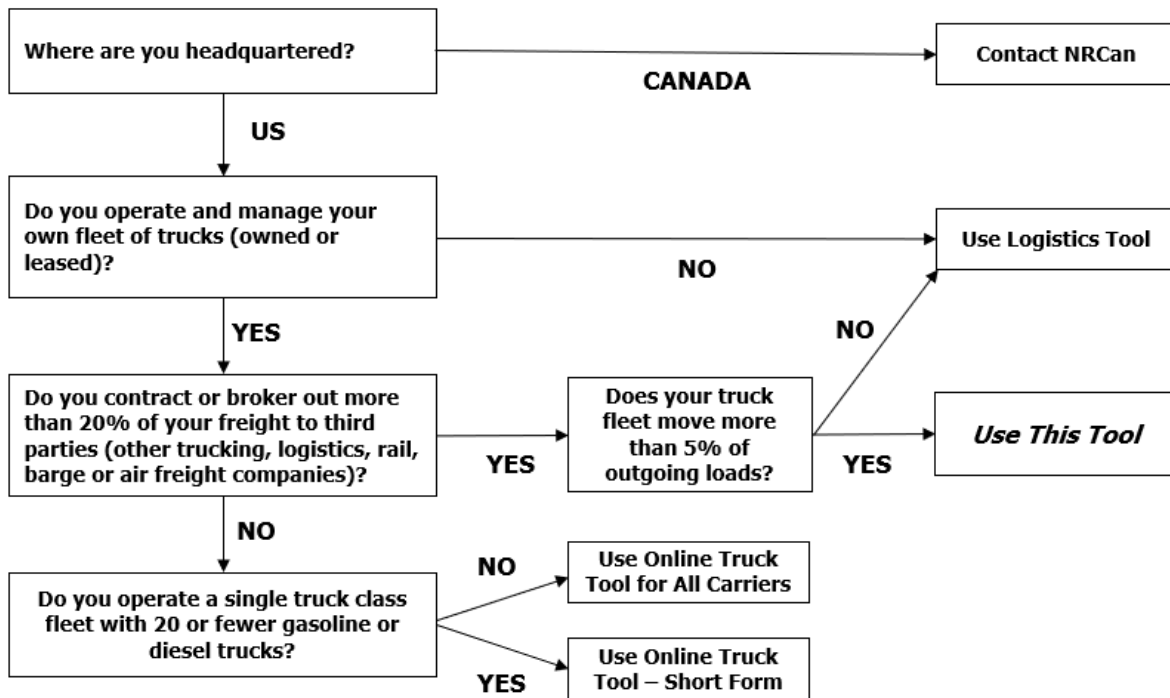 Where are you headquartered?
CANADA
Contact NRCan
US
Do you operate and manage your
own fleet of trucks (owned or
leased)?
NO
Use Logistics Tool
YES
NO
Do you contract or broker out more
than 20% of your freight to third
parties (other trucking, logistics, rail,
barge or air freight companies)?
YES
Does your truck
fleet move more
than 5% of
outgoing loads?
YES
Use This Tool
NO
Do you operate a single truck class
fleet with 20 or fewer gasoline or
diesel trucks?
NO
Use Online Truck
Tool for All Carriers
YES
Use Online Truck
Tool – Short Form